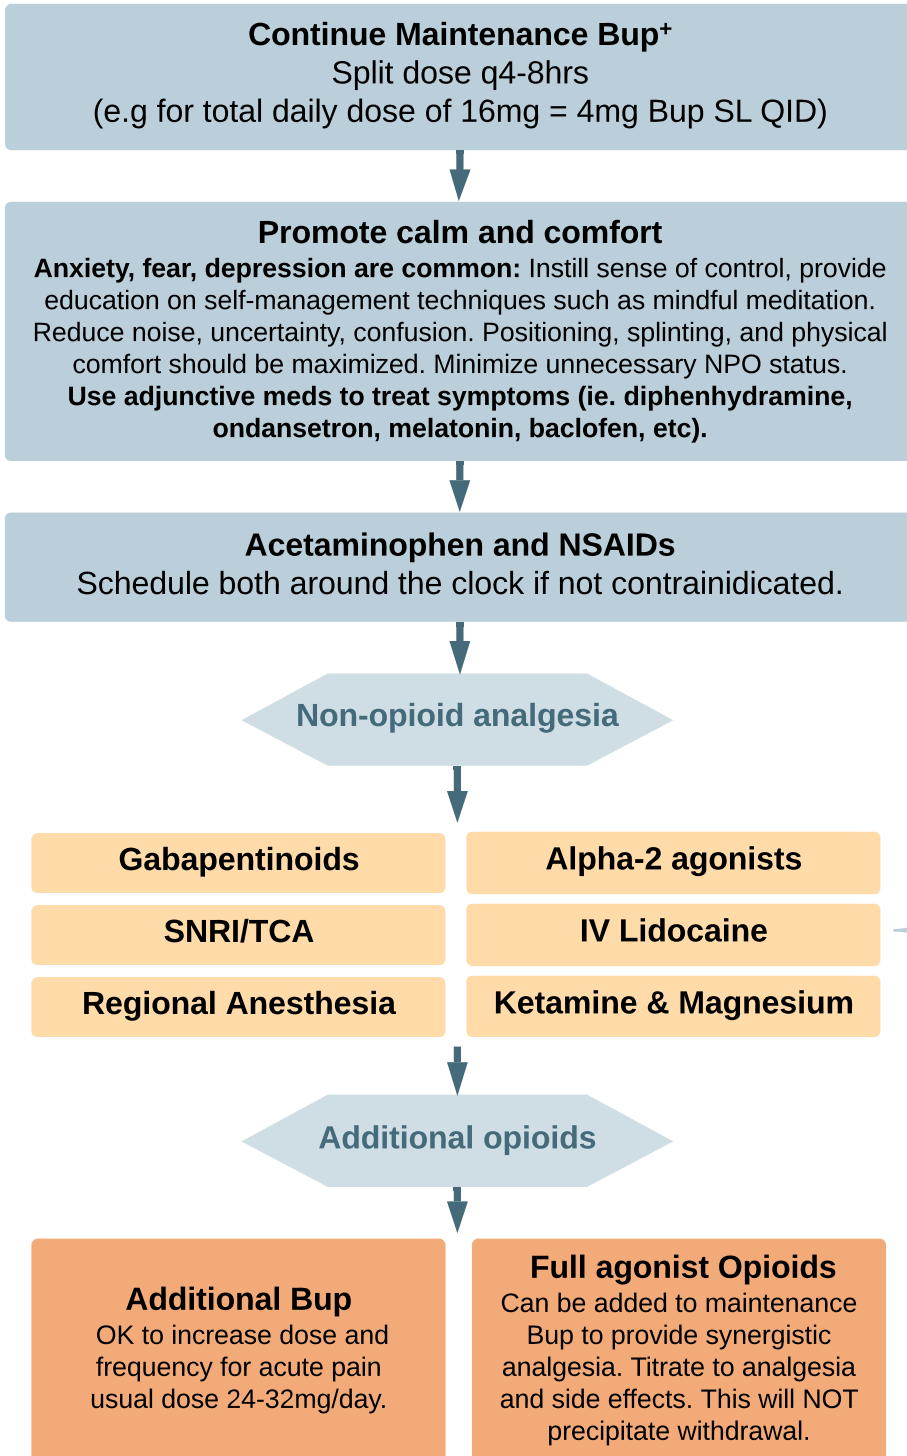 Continue Maintenance Bup⁺
Split dose q4-8hrs
(e.g for total daily dose of 16mg = 4mg Bup SL QID)
Promote calm and comfort
Anxiety, fear, depression are common: Instill sense of control, provide
education on self-management techniques such as mindful meditation.
Reduce noise, uncertainty, confusion. Positioning, splinting, and physical
comfort should be maximized. Minimize unnecessary NPO status.
Use adjunctive meds to treat symptoms (ie. diphenhydramine,
ondansetron, melatonin, baclofen, etc).
Acetaminophen and NSAIDs
Schedule both around the clock if not contrainidicated.
Non-opioid analgesia
Gabapentinoids
Alpha-2 agonists
SNRI/TCA
IV Lidocaine
Regional Anesthesia
Ketamine & Magnesium
Additional opioids
Additional Bup
OK to increase dose and
frequency for acute pain
usual dose 24-32mg/day.
Full agonist Opioids
Can be added to maintenance
Bup to provide synergistic
analgesia. Titrate to analgesia
and side effects. This will NOT
precipitate withdrawal.